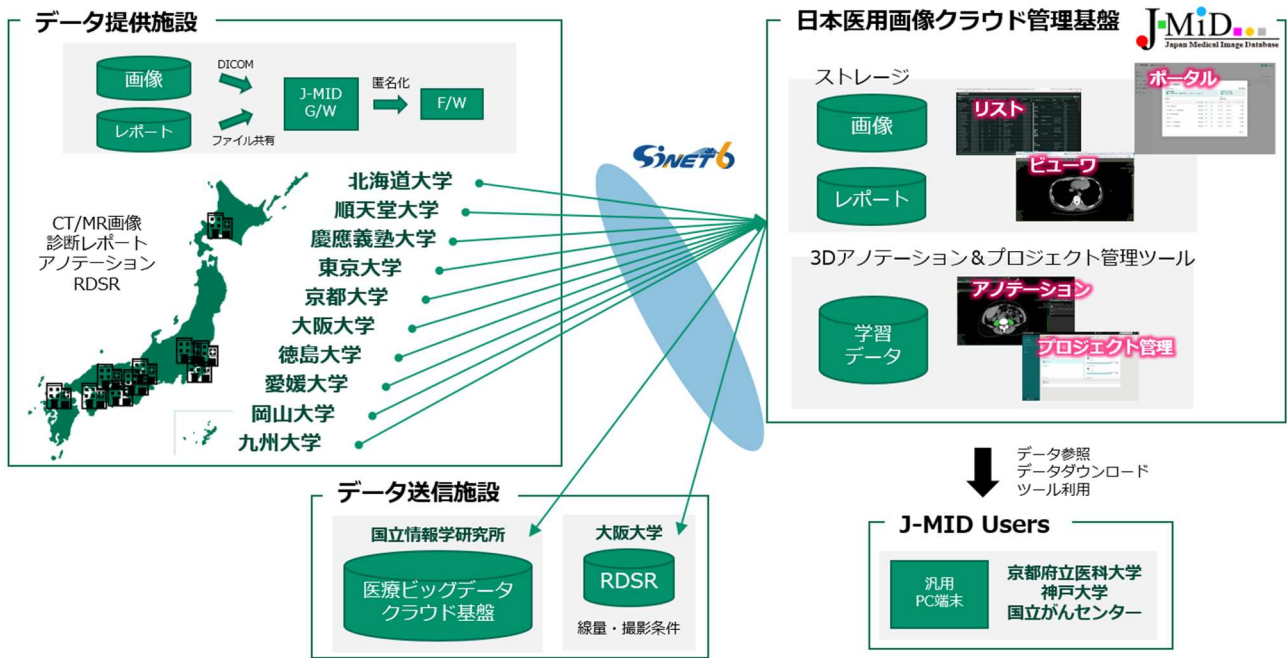 データ提供施設
画像
レポート
DICOM
ファイル共有
J-MID
G/W
匿名化
F/W
CT/MR画像
診断レポート
アノテーション
RDSR
北海道大学
順天堂大学
慶應義塾大学
東京大学
京都大学
大阪大学
徳島大学
愛媛大学
岡山大学
九州大学
SINET6
日本医用画像クラウド管理基盤
J-MiD
Japan Medical Image Database
ストレージ
画像
レポート
リスト
ビューワ
ポータル
3Dアノテーション＆プロジェクト管理ツール
学習
データ
アノテーション
プロジェクト管理
データ送信施設
国立情報学研究所
医療ビッグデータ
クラウド基盤
大阪大学
RDSR
線量・撮影条件
データ参照
データダウンロード
ツール利用
J-MID Users
汎用
PC端末
京都府立医科大学
神戸大学
国立がんセンター